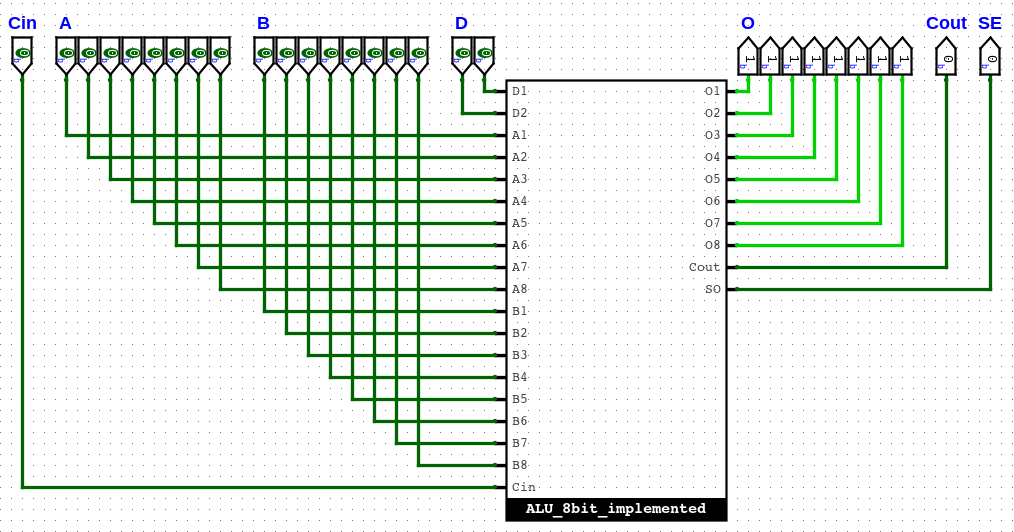 Cin A B D O Cout SE
0 0 0 0 0 0 0 0 0 0 0 0 0 0 0 0 0 0 0 1 1 1 1 1 1 1 1 0 0
b b b b b b b b b b b b b b b b b b b b b b b b b b b b b
D1 O1
D2 O2
A1 O3
A2 O4
A3 O5
A4 O6
A5 O7
A6 O8
A7 Cout
A8 SO
B1
B2
B3
B4
B5
B6
B7
B8
Cin
ALU_8bit_implemented